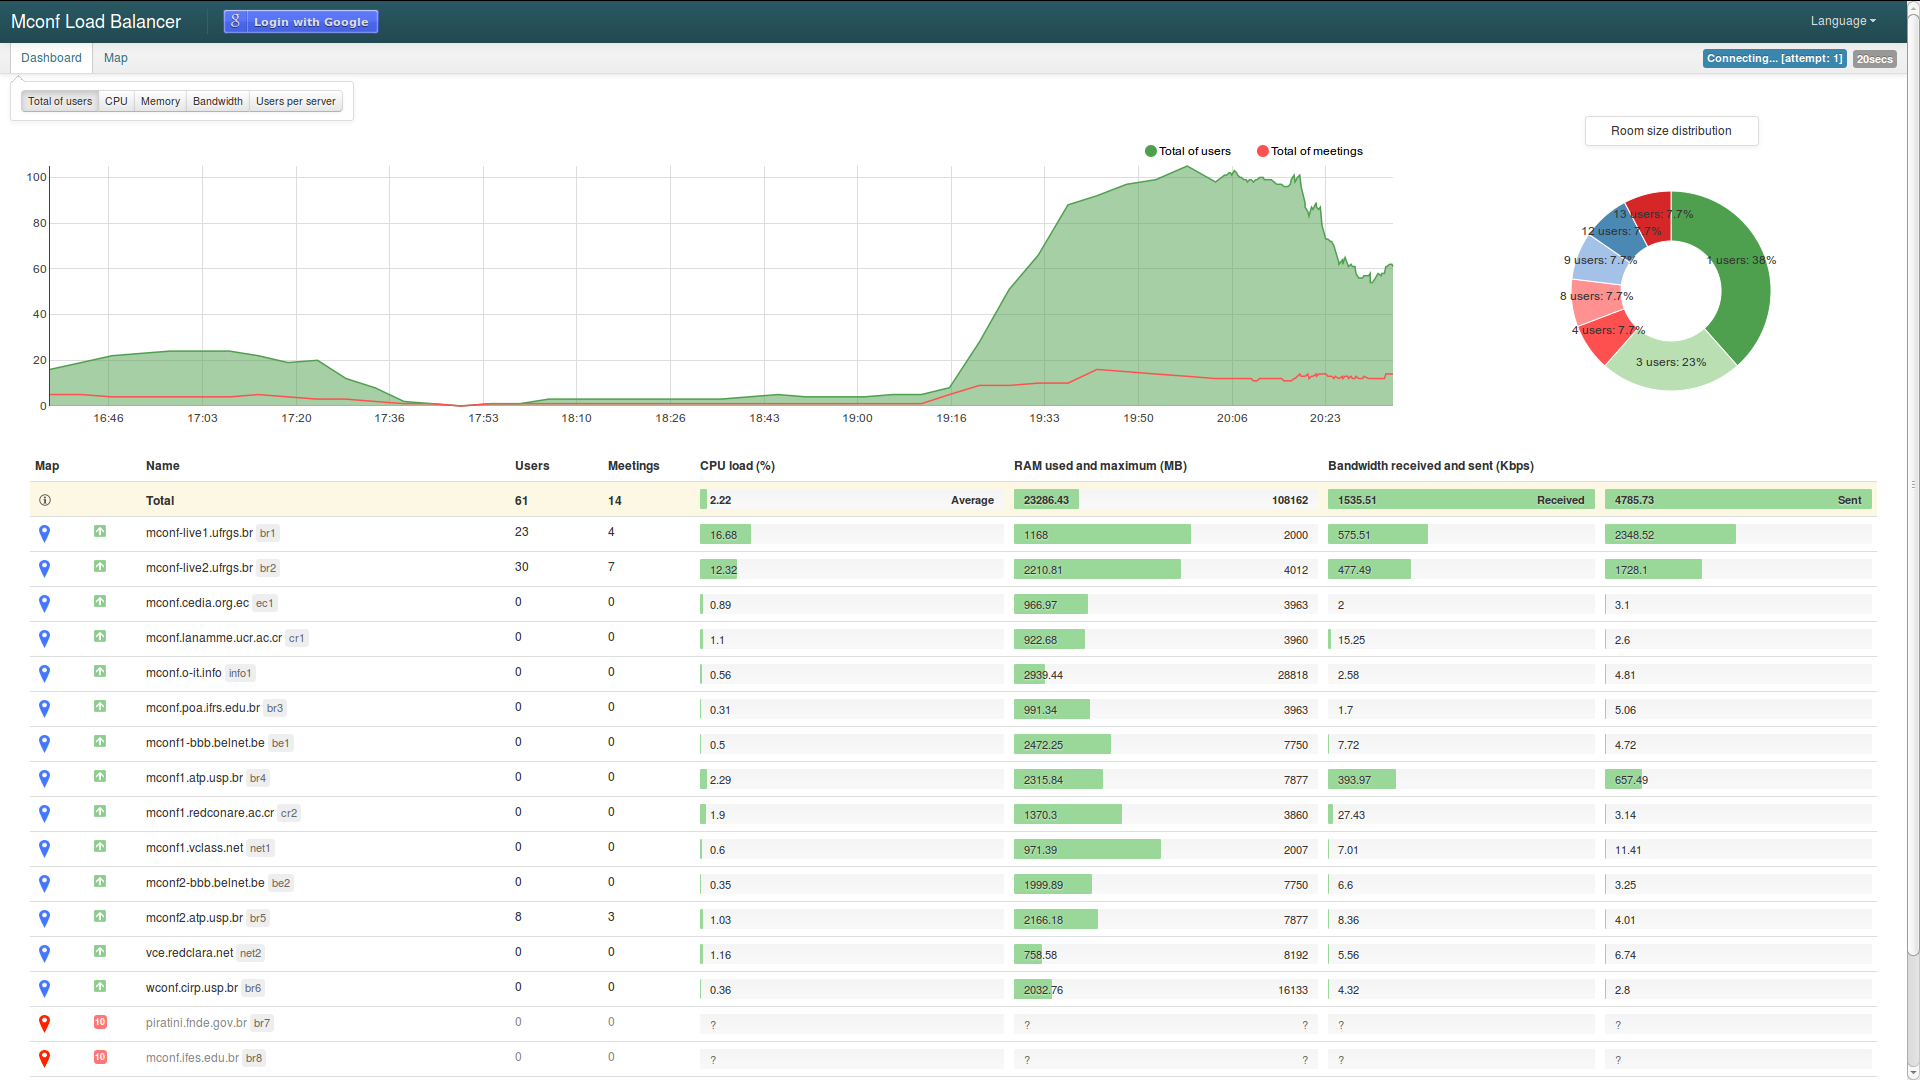 Mconf Load Balancer g Login with Google Language
Dashboard Map Connecting... [attempt: 1] 20secs
Total of users CPU Memory Bandwidth Users per server
Room size distribution
Total of users Total of meetings
100
80
60
40
20
0
16:46 17:03 17:20 17:36 17:53 18:10 18:26 18:43 19:00 19:16 19:33 19:50 20:06 20:23
13 users: 7.7%
12 users: 7.7%
9 users: 7.7%
1 users: 38%
8 users: 7.7%
4 users: 7.7%
3 users: 23%
Map Name Users Meetings CPU load (%) RAM used and maximum (MB) Bandwidth received and sent (Kbps)
Total 61 14 2.22 Average 23286.43 108162 1535.51 Received 4785.73 Sent
mconf-live1.ufrgs.br br1 23 4 16.68 1168 2000 575.51 2348.52
mconf-live2.ufrgs.br br2 30 7 12.32 2210.81 4012 477.49 1728.1
mconf.cedia.org.ec ec1 0 0 0.89 966.97 3963 2 3.1
mconf.lanamme.ucr.ac.cr cr1 0 0 1.1 922.68 3960 15.25 2.6
mconf.o-it.info info1 0 0 0.56 2939.44 28818 2.58 4.81
mconf.poa.ifrs.edu.br br3 0 0 0.31 991.34 3963 1.7 5.06
mconf1-bbb.belnet.be be1 0 0 0.5 2472.25 7750 7.72 4.72
mconf1.atp.usp.br br4 0 0 2.29 2315.84 7877 393.97 657.49
mconf1.redconare.ac.cr cr2 0 0 1.9 1370.3 3860 27.43 3.14
mconf1.vclass.net net1 0 0 0.6 971.39 2007 7.01 11.41
mconf2-bbb.belnet.be be2 0 0 0.35 1999.89 7750 6.6 3.25
mconf2.atp.usp.br br5 8 3 1.03 2166.18 7877 8.36 4.01
vce.redclara.net net2 0 0 1.16 758.58 8192 5.56 6.74
wconf.cirp.usp.br br6 0 0 0.36 2032.76 16133 4.32 2.8
10 piratini.fnde.gov.br br7 0 0 ? ? ? ? ?
10 mconf.ifes.edu.br br8 0 0 ? ? ? ? ?